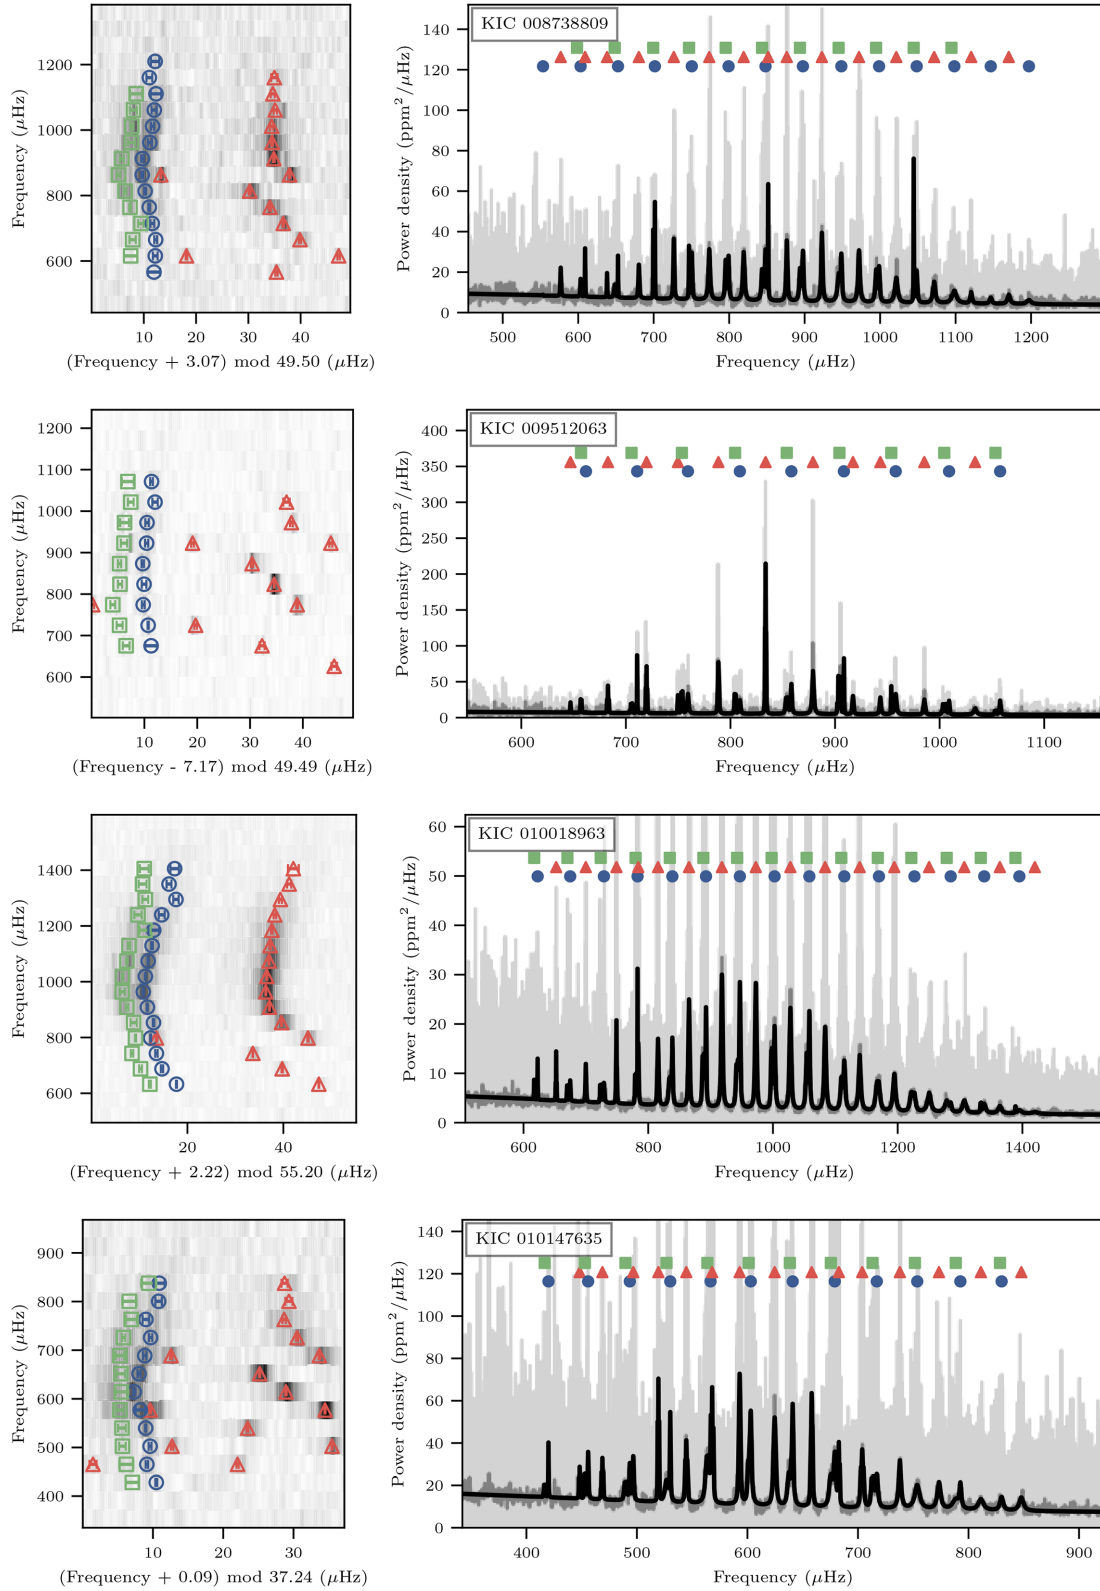 KIC 008738809
Frequency (μHz)
1200
1000
800
600
10 20 30 40
(Frequency + 3.07) mod 49.50 (μHz)
Power density (ppm²/μHz)
140
120
100
80
60
40
20
0
500 600 700 800 900 1000 1100 1200
Frequency (μHz)
KIC 009512063
Frequency (μHz)
1200
1100
1000
900
800
700
600
10 20 30 40
(Frequency - 7.17) mod 49.49 (μHz)
Power density (ppm²/μHz)
400
350
300
250
200
150
100
50
0
600 700 800 900 1000 1100
Frequency (μHz)
KIC 010018963
Frequency (μHz)
1400
1200
1000
800
600
20 40
(Frequency + 2.22) mod 55.20 (μHz)
Power density (ppm²/μHz)
60
50
40
30
20
10
0
600 800 1000 1200 1400
Frequency (μHz)
KIC 010147635
Frequency (μHz)
900
800
700
600
500
400
10 20 30
(Frequency + 0.09) mod 37.24 (μHz)
Power density (ppm²/μHz)
140
120
100
80
60
40
20
0
400 500 600 700 800 900
Frequency (μHz)